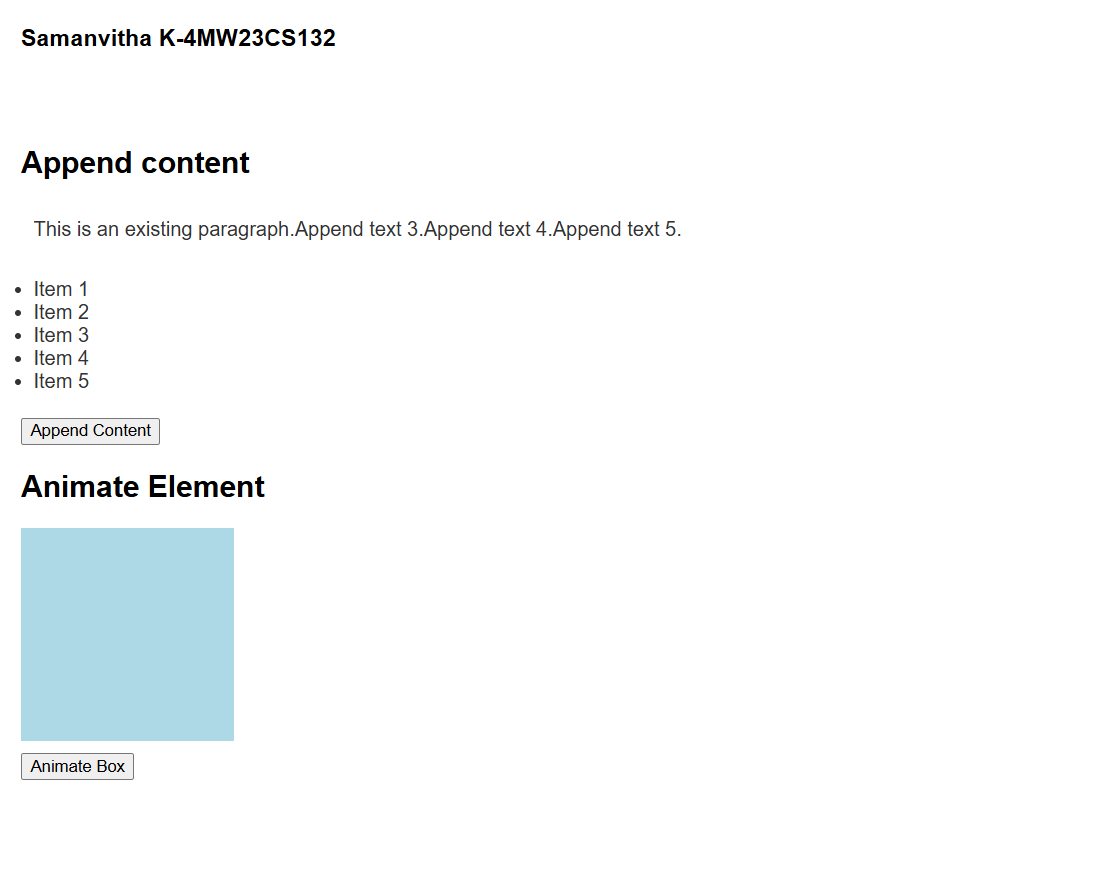 Samanvitha K-4MW23CS132
Append content
This is an existing paragraph.Append text 3.Append text 4.Append text 5.
Item 1
Item 2
Item 3
Item 4
Item 5
Append Content
Animate Element
Animate Box